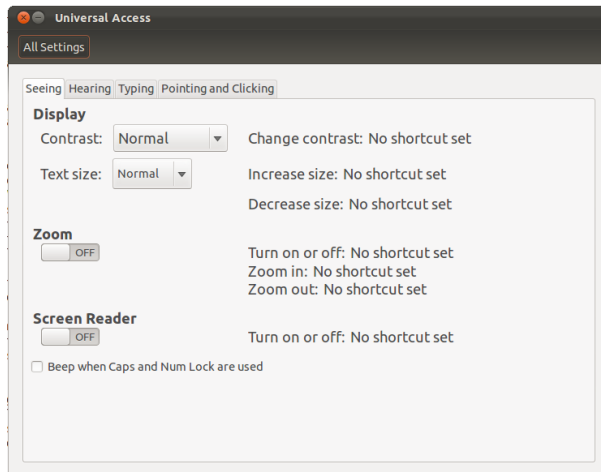 Universal Access
All Settings
Seeing Hearing Typing Pointing and Clicking
Display
Contrast: Normal Change contrast: No shortcut set
Text size: Normal Increase size: No shortcut set
Decrease size: No shortcut set
Zoom
OFF Turn on or off: No shortcut set
Zoom in: No shortcut set
Zoom out: No shortcut set
Screen Reader
OFF Turn on or off: No shortcut set
Beep when Caps and Num Lock are used